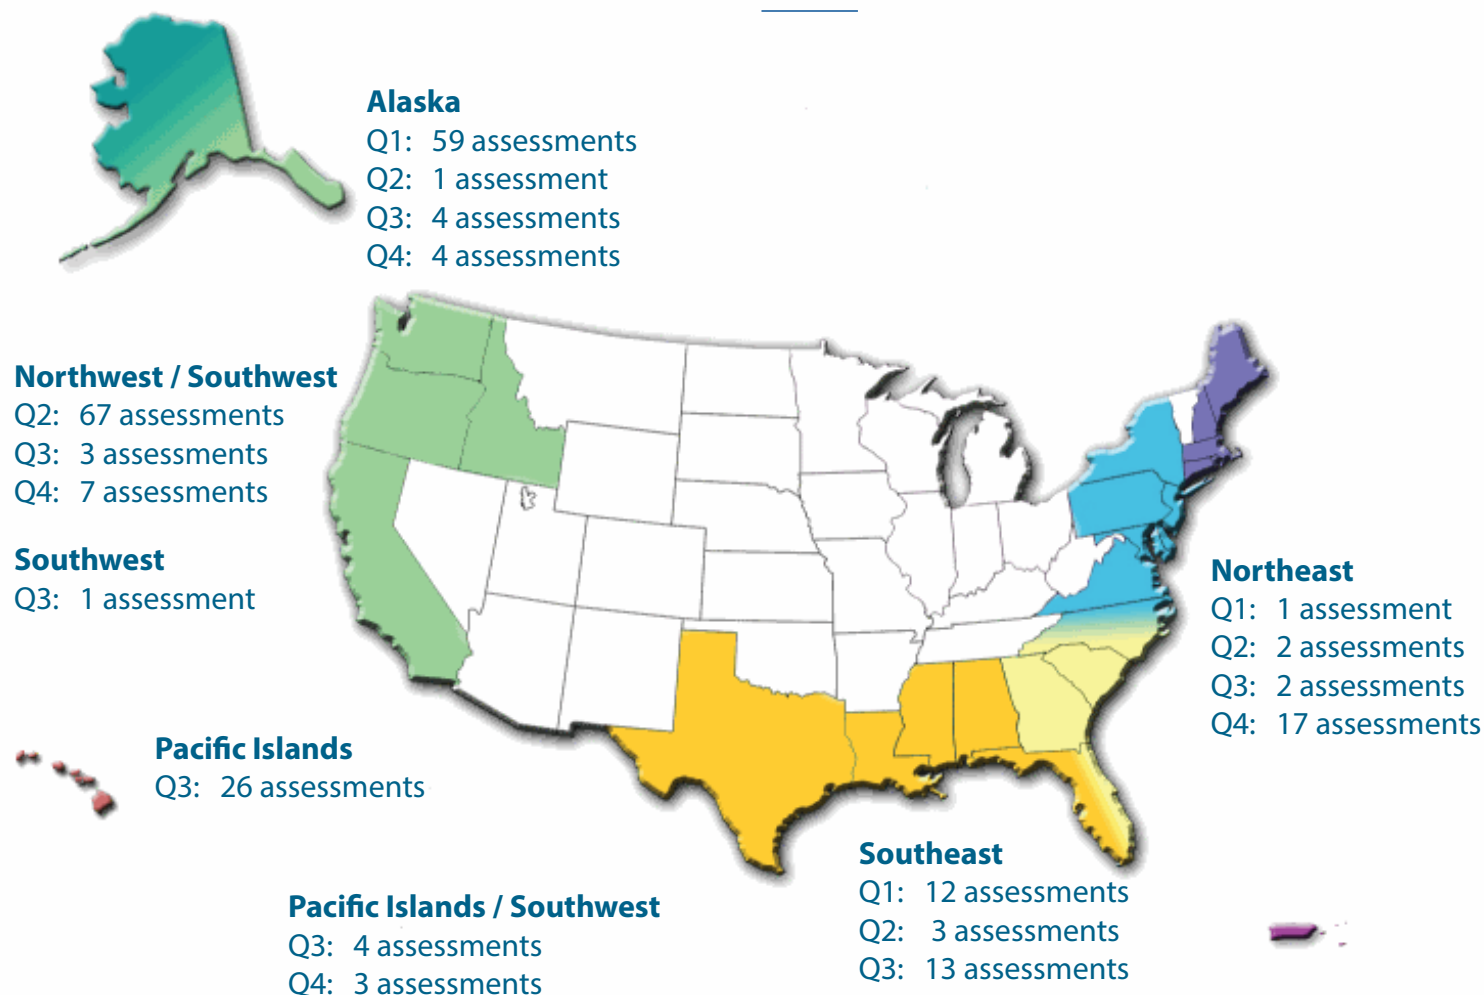 Alaska
Q1: 59 assessments
Q2: 1 assessment
Q3: 4 assessments
Q4: 4 assessments
Northwest / Southwest
Q2: 67 assessments
Q3: 3 assessments
Q4: 7 assessments
Southwest
Q3: 1 assessment
Northeast
Q1: 1 assessment
Q2: 2 assessments
Q3: 2 assessments
Q4: 17 assessments
Pacific Islands
Q3: 26 assessments
Southeast
Q1: 12 assessments
Q2: 3 assessments
Q3: 13 assessments
Pacific Islands / Southwest
Q3: 4 assessments
Q4: 3 assessments